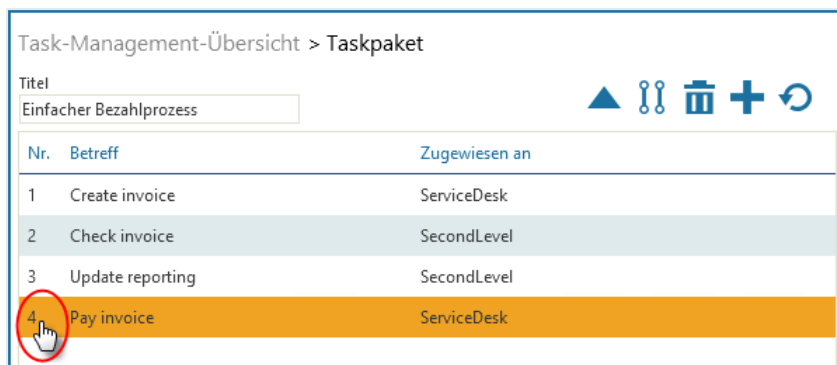 Task-Management-Übersicht > Taskpaket
Titel
Einfacher Bezahlprozess
Nr. Betreff Zugewiesen an
1 Create invoice ServiceDesk
2 Check invoice SecondLevel
3 Update reporting SecondLevel
4 Pay invoice ServiceDesk